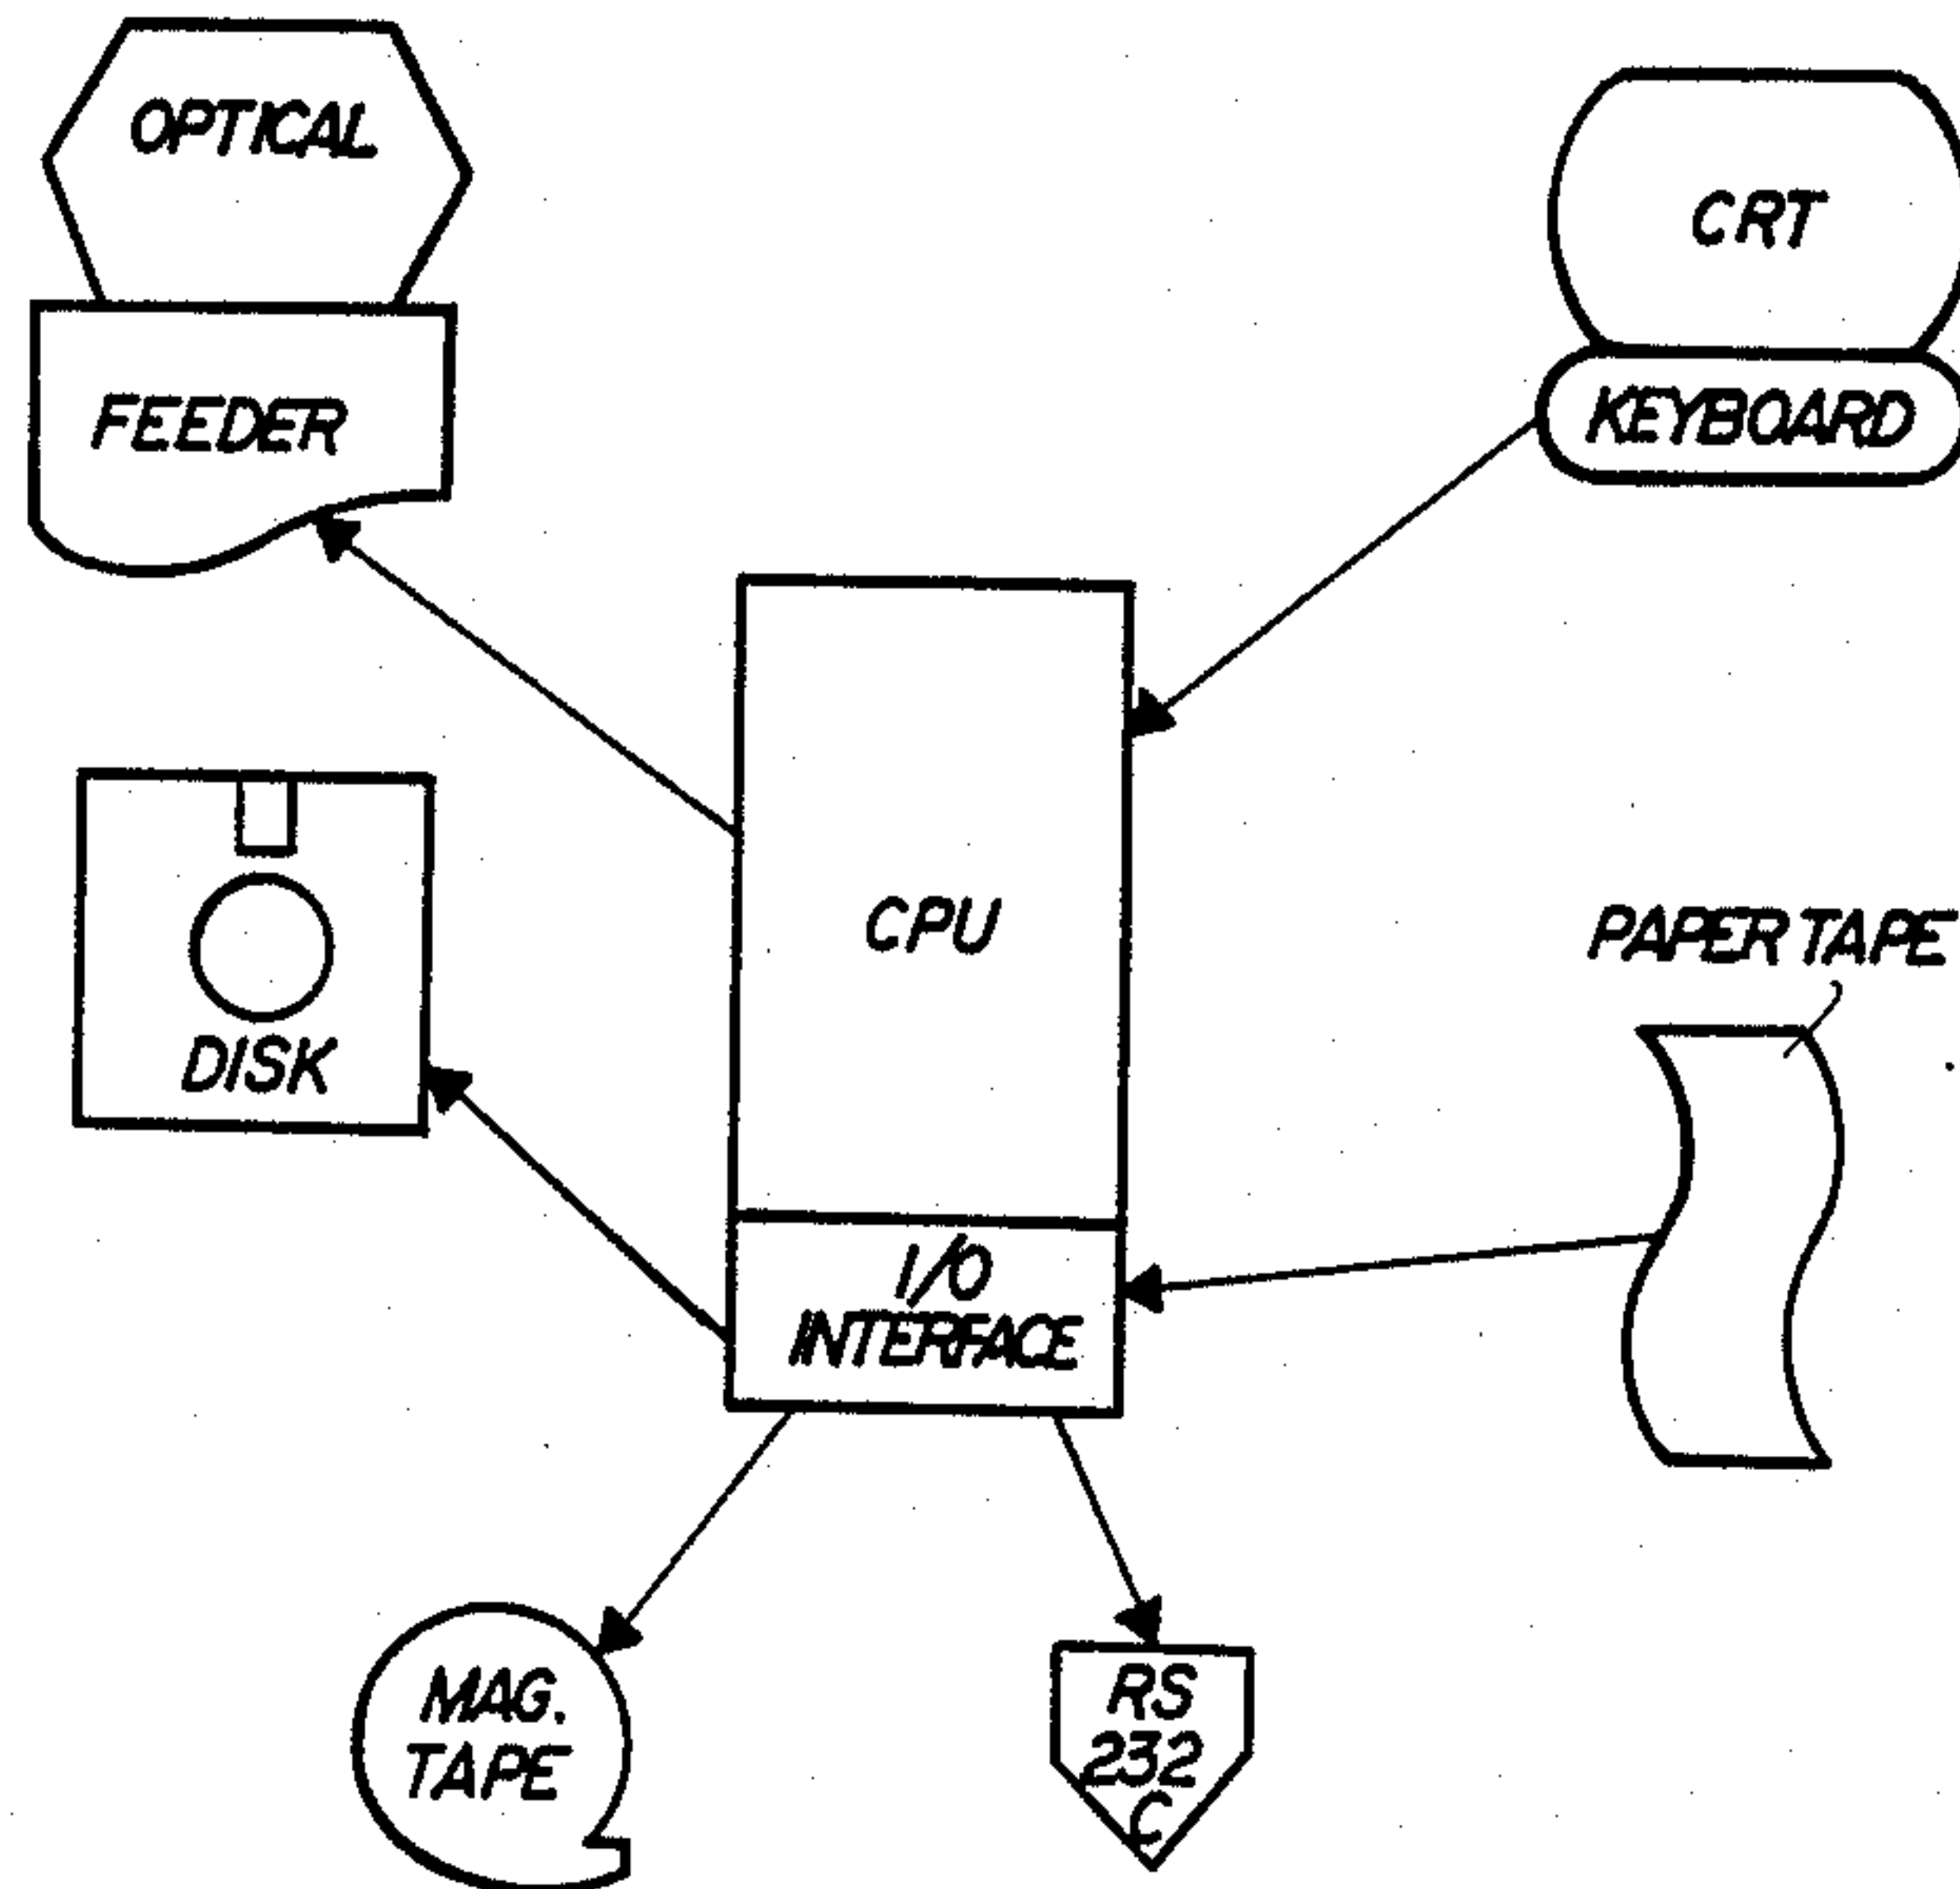 OPTICAL
FEEDER
CRT
KEYBOARD
CPU
DISK
PAPER TAPE
I/O
INTERFACE
MAG.
TAPE
RS
232
C